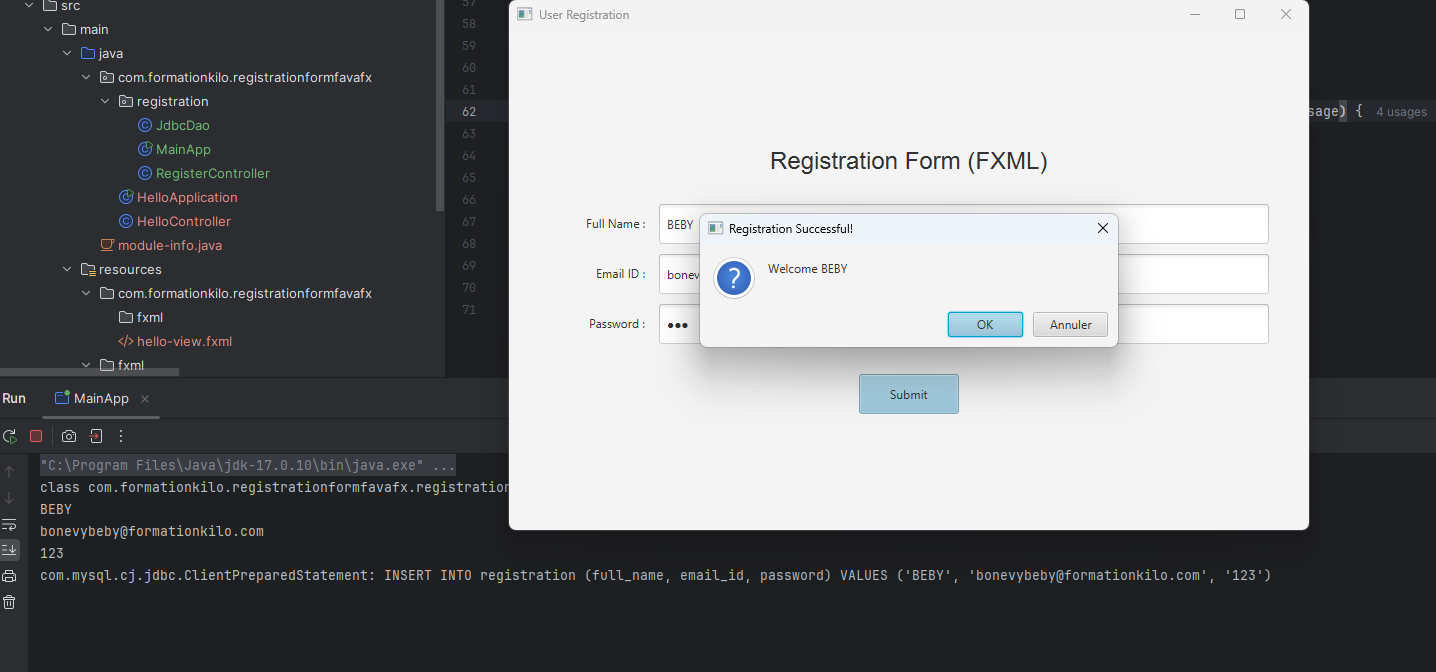 src
main
java
com.formationkilo.registrationformfavafx
registration
JdbcDao
MainApp
RegisterController
HelloApplication
HelloController
module-info.java
resources
com.formationkilo.registrationformfavafx
fxml
hello-view.fxml
fxml
57
58
59
60
61
62
63
64
65
66
67
68
69
70
71
sage) { 4 usages
User Registration
Registration Form (FXML)
Full Name : BEBY
Email ID : bonev
Password : •••
Submit
Registration Successful!
Welcome BEBY
OK Annuler
Run MainApp
"C:\Program Files\Java\jdk-17.0.10\bin\java.exe" ...
class com.formationkilo.registrationformfavafx.registration
BEBY
bonevybeby@formationkilo.com
123
com.mysql.cj.jdbc.ClientPreparedStatement: INSERT INTO registration (full_name, email_id, password) VALUES ('BEBY', 'bonevybeby@formationkilo.com', '123')